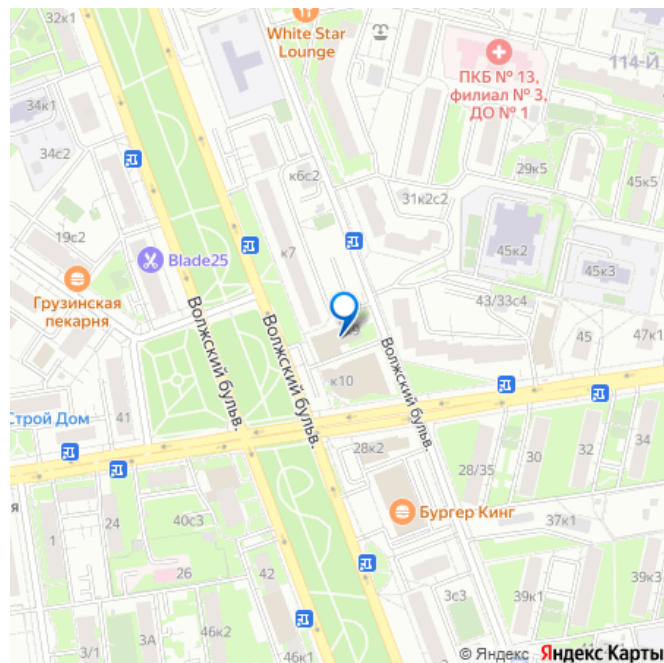 32к1
White Star
Lounge
ПКБ № 13,
филиал № 3,
ДО № 1
114-й
34к1
34с2
к6с2
29к5
31к2с2
45к5
19с2
Blade25
к7
45к2
45к3
Грузинская
пекарня
43/33с4
Волжский бульв.
Волжский бульв.
Волжский бульв.
45
47к1
к10
Строй Дом
41
28к2
28/35
30
32
34
24
40с3
Бургер Кинг
37к1
1
26
42
3с3
39к1
39к3
3/1
3А
46к2
46к1
© Яндекс Яндекс Карты